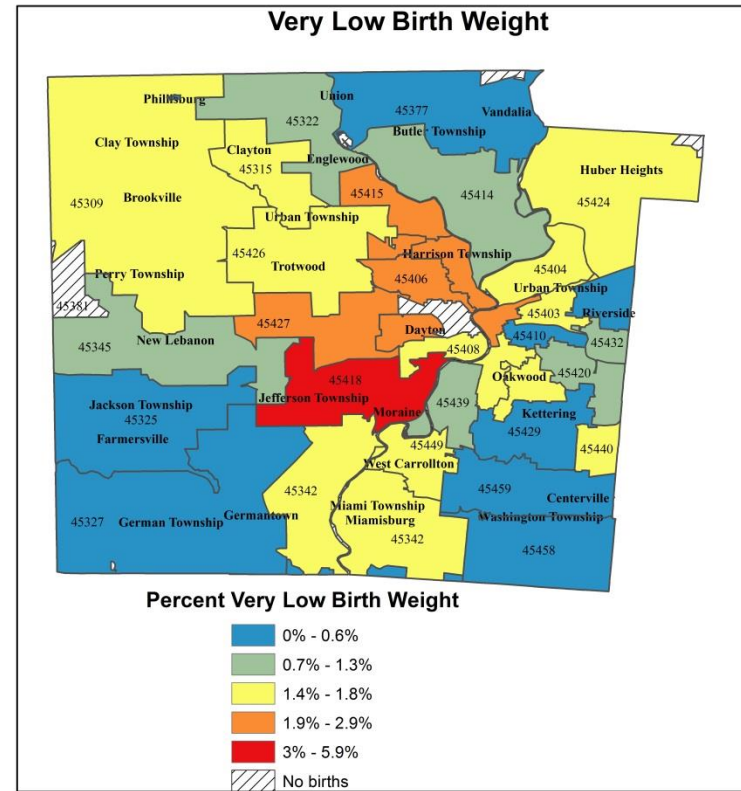 Very Low Birth Weight
Phillisburg
Union
45377
Vandalia
45322
Butler Township
Clay Township
Clayton
45315
Englewood
Huber Heights
45415
45414
45424
45309
Brookville
Urban Township
45426
Harrison Township
Trotwood
45406
45404
Perry Township
Urban Township
45381
45403
Riverside
45427
Dayton
45410
45432
45345
New Lebanon
45408
45418
Oakwood
45420
Jackson Township
Jefferson Township
45439
45325
Moraine
Kettering
Farmersville
45429
45449
45440
West Carrollton
45342
45459
Centerville
45327
German Township
Germantown
Miami Township
Miamisburg
Washington Township
45342
45458
Percent Very Low Birth Weight
0% - 0.6%
0.7% - 1.3%
1.4% - 1.8%
1.9% - 2.9%
3% - 5.9%
No births